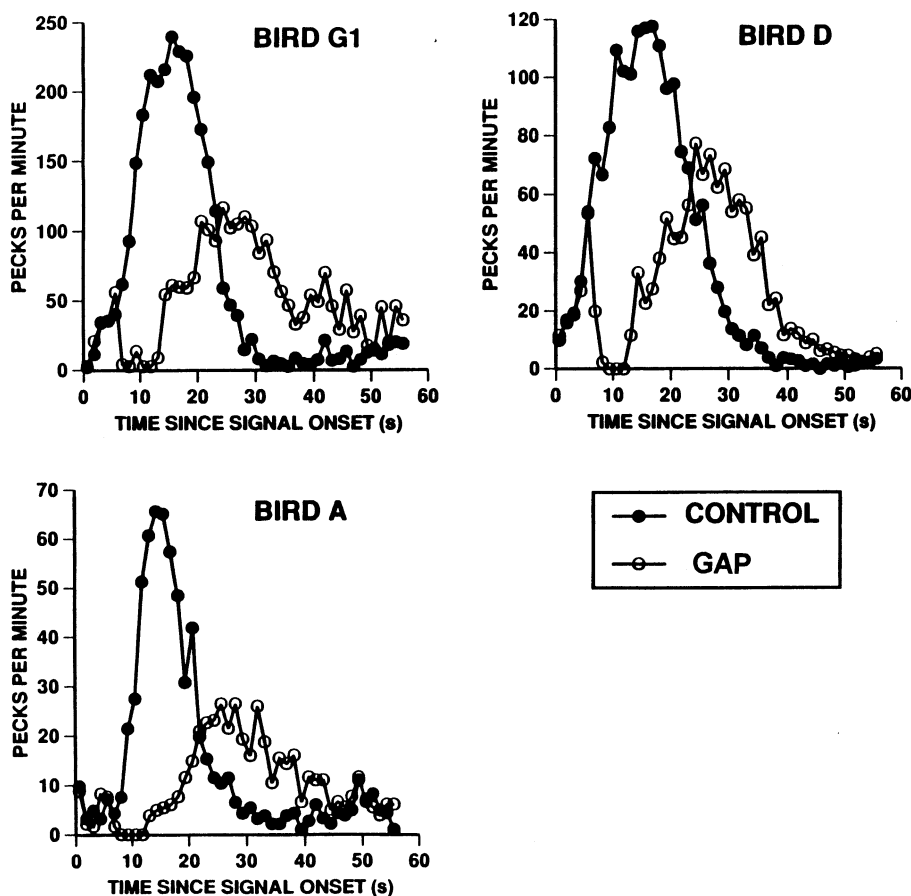 BIRD G1
PECKS PER MINUTE
250
200
150
100
50
0
0 10 20 30 40 50 60
TIME SINCE SIGNAL ONSET (s)
BIRD D
PECKS PER MINUTE
120
100
80
60
40
20
0
0 10 20 30 40 50 60
TIME SINCE SIGNAL ONSET (s)
BIRD A
PECKS PER MINUTE
70
60
50
40
30
20
10
0
0 10 20 30 40 50 60
TIME SINCE SIGNAL ONSET (s)
CONTROL
GAP